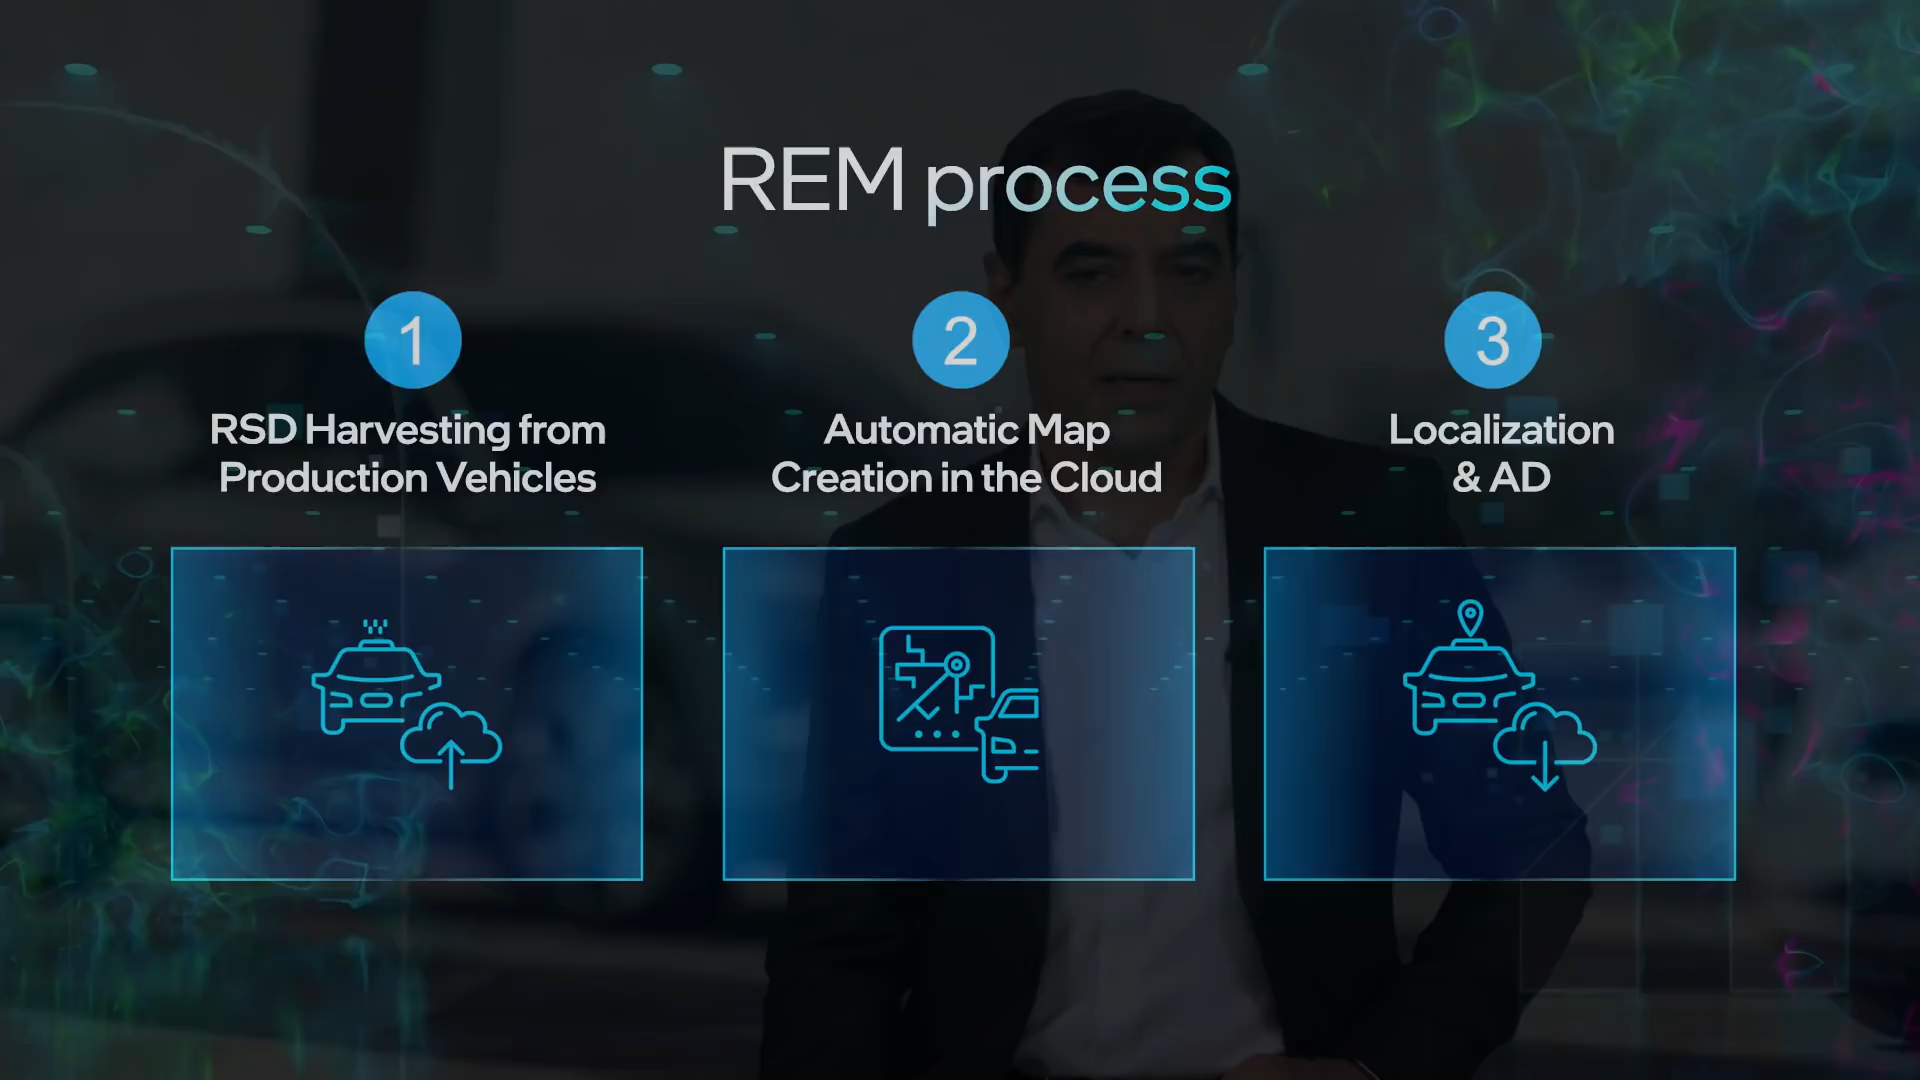 REM process
1
RSD Harvesting from
Production Vehicles
2
Automatic Map
Creation in the Cloud
3
Localization
& AD